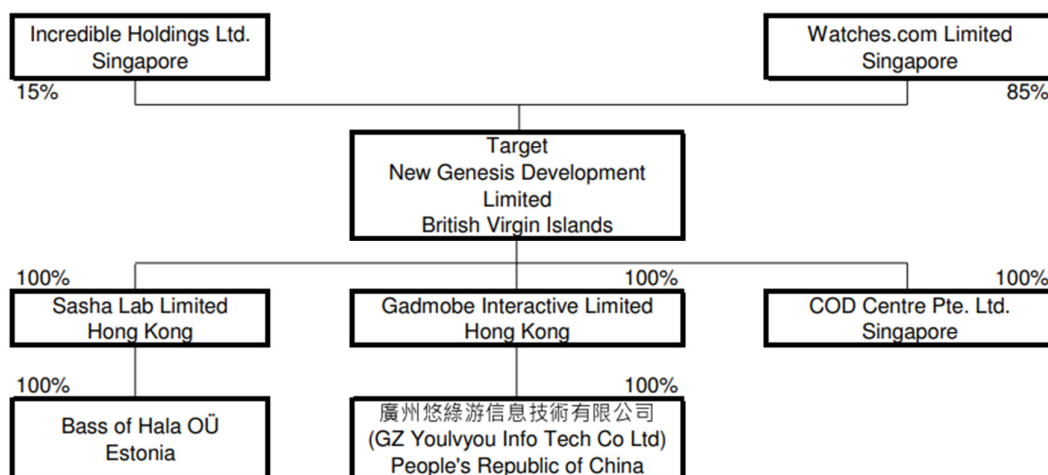 Incredible Holdings Ltd.
Singapore
Watches.com Limited
Singapore
15%
85%
Target
New Genesis Development
Limited
British Virgin Islands
100%
100%
100%
Sasha Lab Limited
Hong Kong
Gadmobe Interactive Limited
Hong Kong
COD Centre Pte. Ltd.
Singapore
100%
100%
Bass of Hala OÜ
Estonia
廣州悠綠游信息技術有限公司
(GZ Youlvyou Info Tech Co Ltd)
People's Republic of China